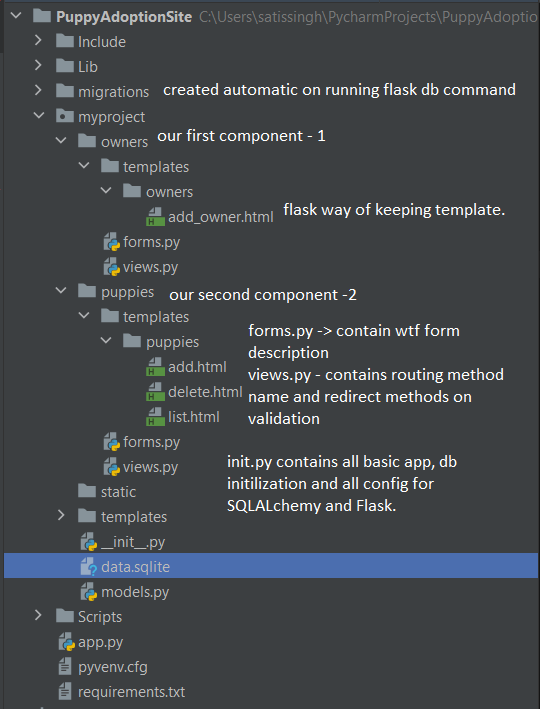 PuppyAdoptionSite C:\Users\satissingh\PycharmProjects\PuppyAdoptio
Include
Lib
migrations created automatic on running flask db command
myproject
owners our first component - 1
templates
owners
add_owner.html flask way of keeping template.
forms.py
views.py
puppies our second component -2
templates
puppies
forms.py -> contain wtf form
description
add.html
views.py - contains routing method
delete.html name and redirect methods on
list.html validation
forms.py
views.py
init.py contains all basic app, db
initilization and all config for
SQLALchemy and Flask.
static
templates
__init__.py
data.sqlite
models.py
Scripts
app.py
pyvenv.cfg
requirements.txt